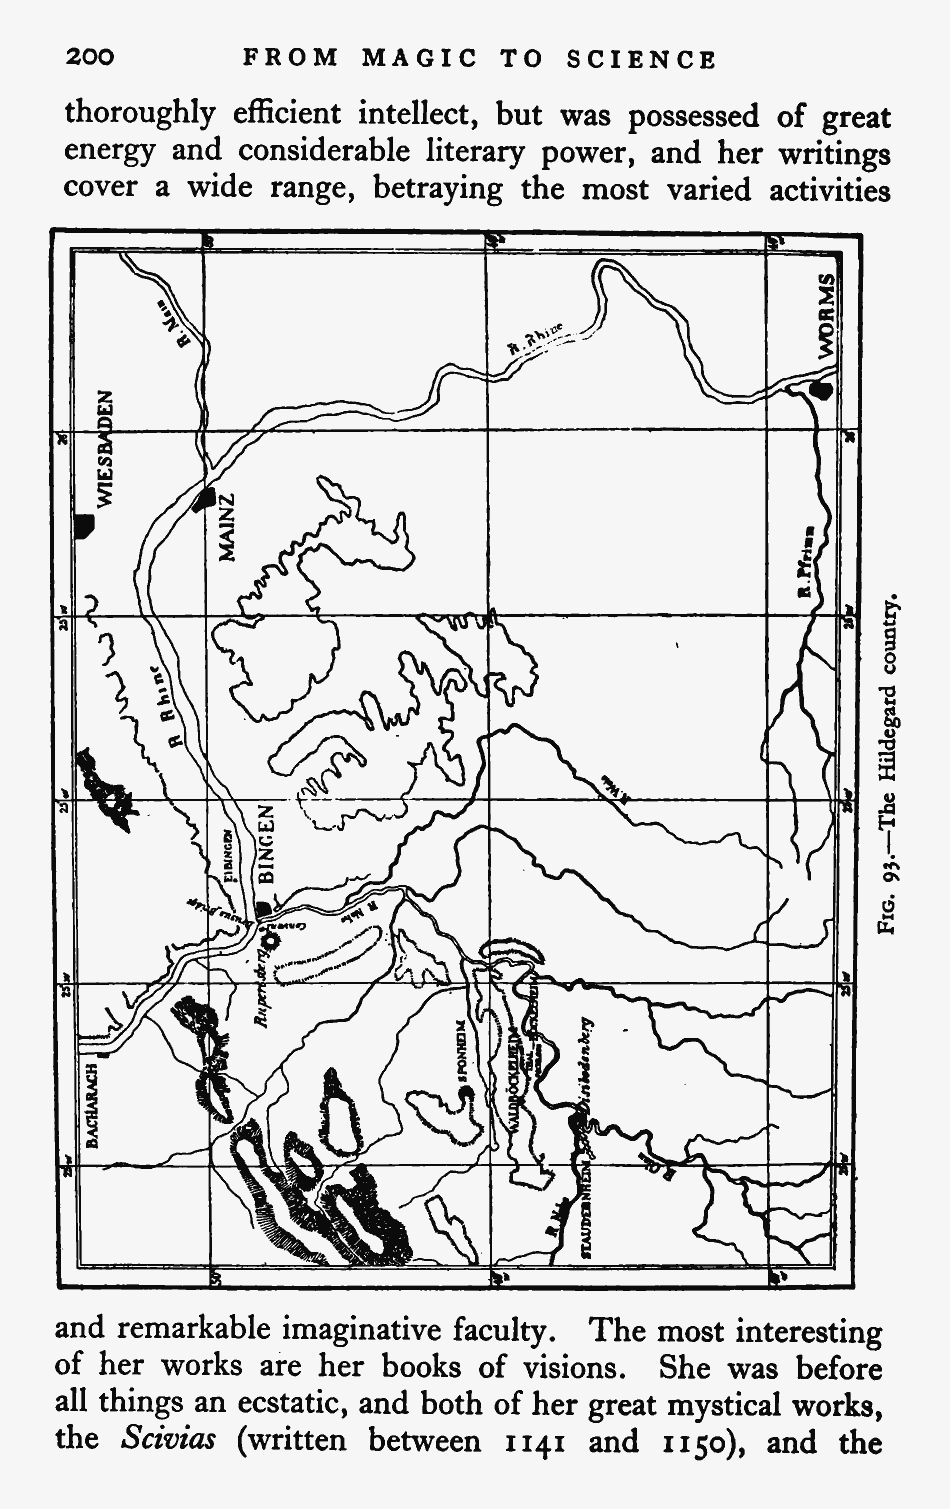 200 FROM MAGIC TO SCIENCE
thoroughly efficient intellect, but was possessed of great
energy and considerable literary power, and her writings
cover a wide range, betraying the most varied activities
R. Main
R. Rhine
WORMS
WIESBADEN
MAINZ
R. Pfrimm
R Rhine
EIBINGEN
BINGEN
Drusus Bridge
Convent
R. Nahe
Rupertsberg
BACHARACH
SPONHEIM
WALDBÖCKELHEIM
Disibodenberg
STAUDERNHEIM
R. Glan
FIG. 93.—The Hildegard country.
and remarkable imaginative faculty. The most interesting
of her works are her books of visions. She was before
all things an ecstatic, and both of her great mystical works,
the Scivias (written between 1141 and 1150), and the